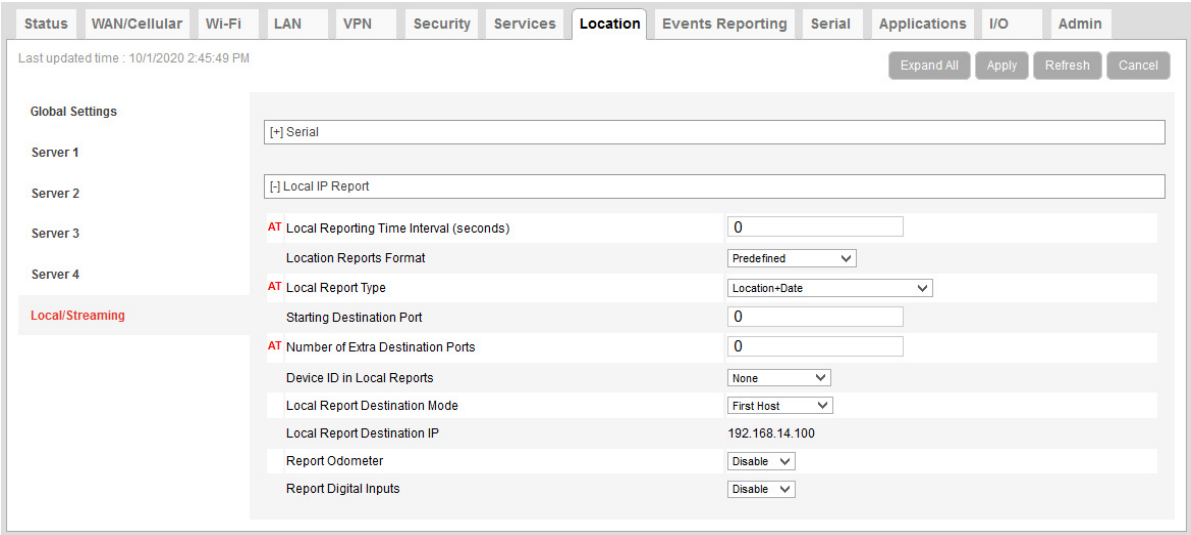 Status WAN/Cellular Wi-Fi LAN VPN Security Services Location Events Reporting Serial Applications I/O Admin
Last updated time : 10/1/2020 2:45:49 PM
Expand All Apply Refresh Cancel
Global Settings
Server 1
Server 2
Server 3
Server 4
Local/Streaming
[+] Serial
[-] Local IP Report
AT Local Reporting Time Interval (seconds) 0
Location Reports Format Predefined
AT Local Report Type Location+Date
Starting Destination Port 0
AT Number of Extra Destination Ports 0
Device ID in Local Reports None
Local Report Destination Mode First Host
Local Report Destination IP 192.168.14.100
Report Odometer Disable
Report Digital Inputs Disable